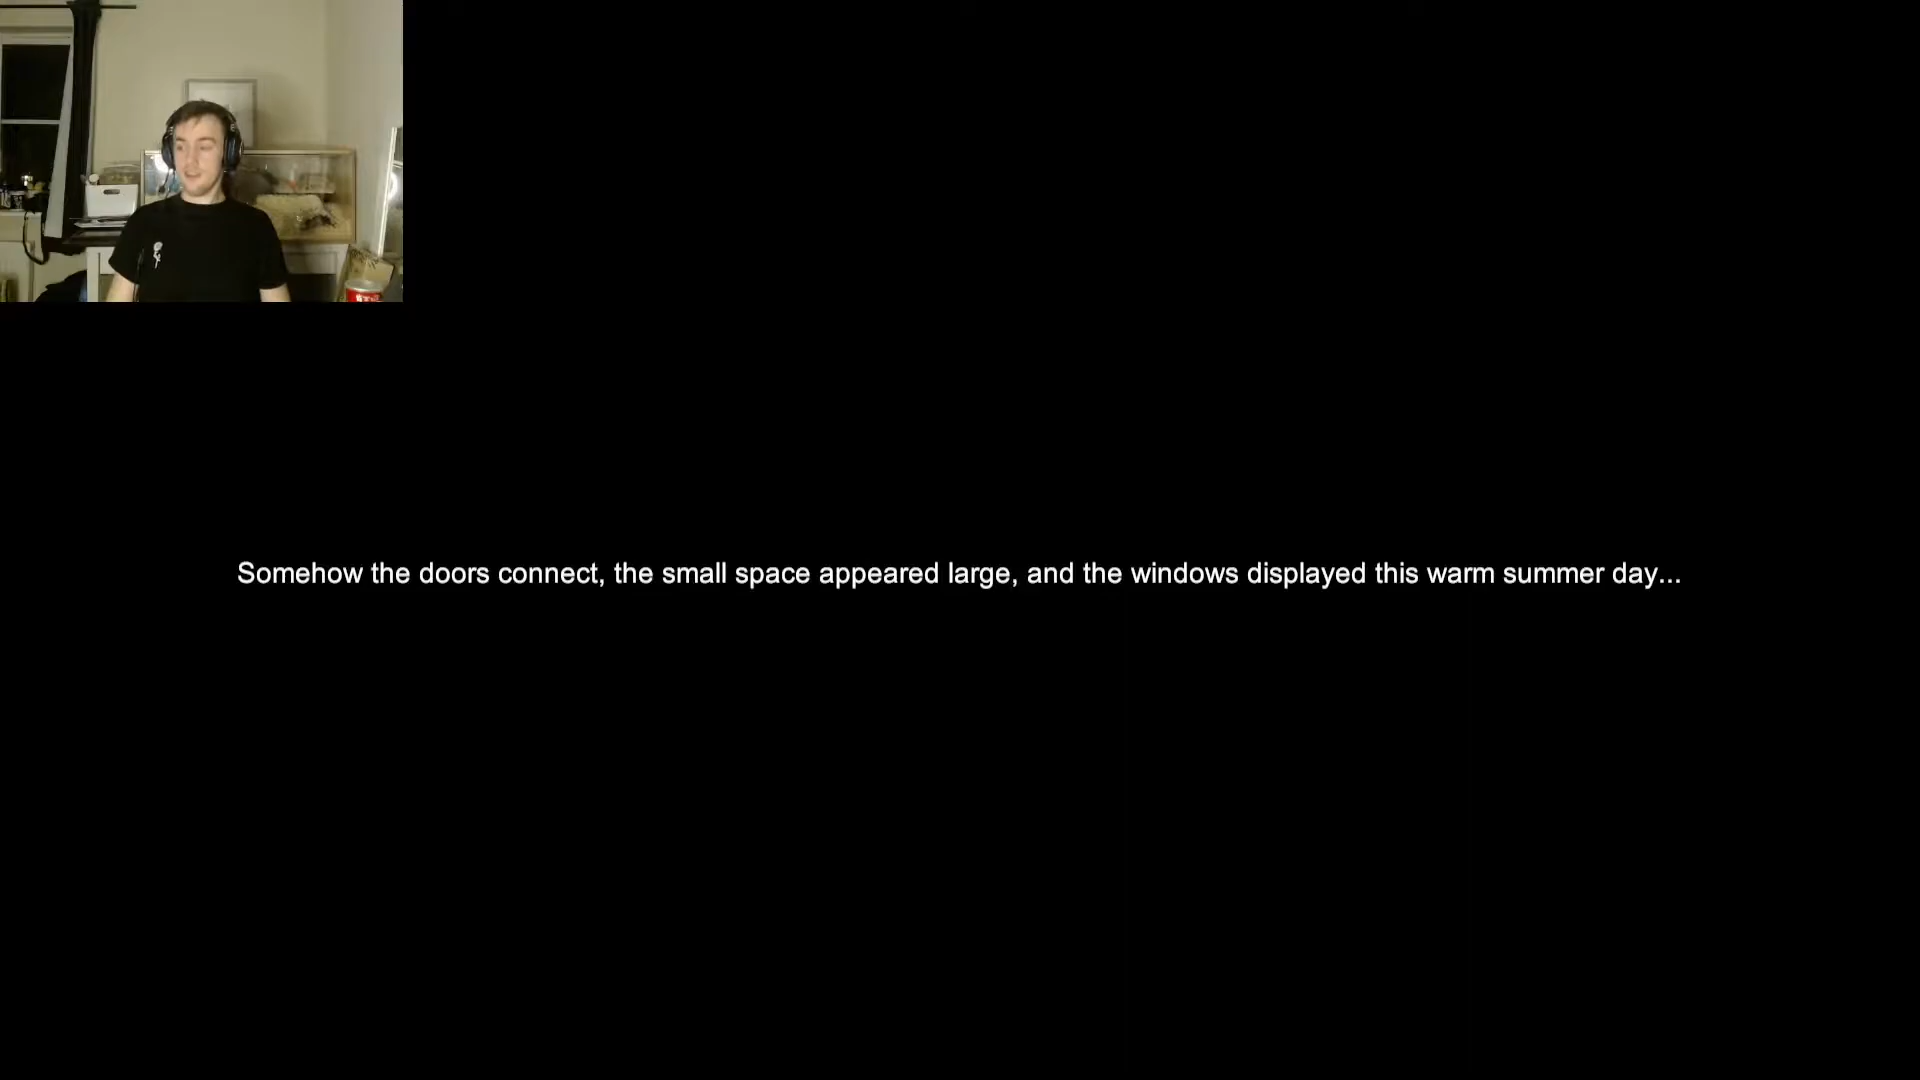 Somehow the doors connect, the small space appeared large, and the windows displayed this warm summer day...